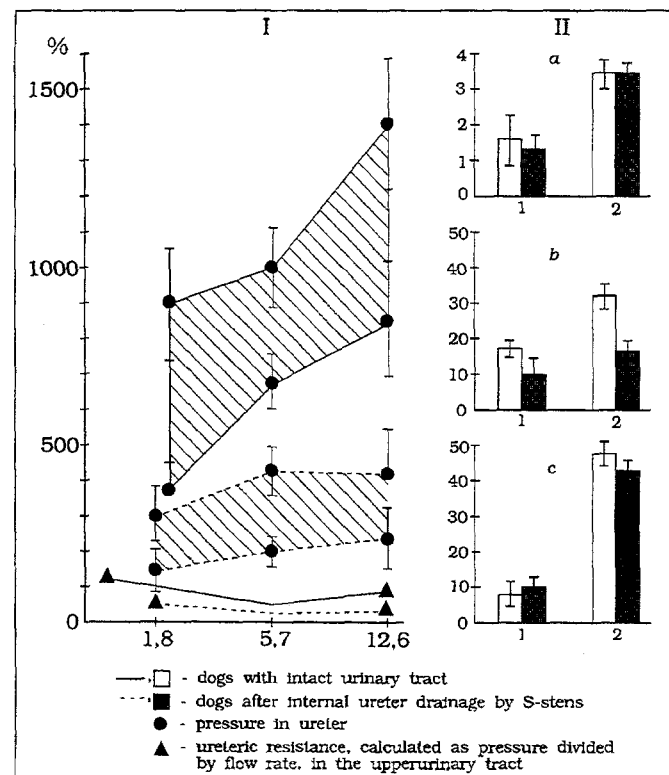 I
II
%
1500
1000
500
0
1,8 5,7 12,6
a
4
3
2
1
0
1 2
b
50
40
30
20
10
0
1 2
c
50
40
30
20
10
0
1 2
- dogs with intact urinary tract
- dogs after internal ureter drainage by S-stens
- pressure in ureter
- ureteric resistance, calculated as pressure divided
by flow rate. in the upperurinary tract